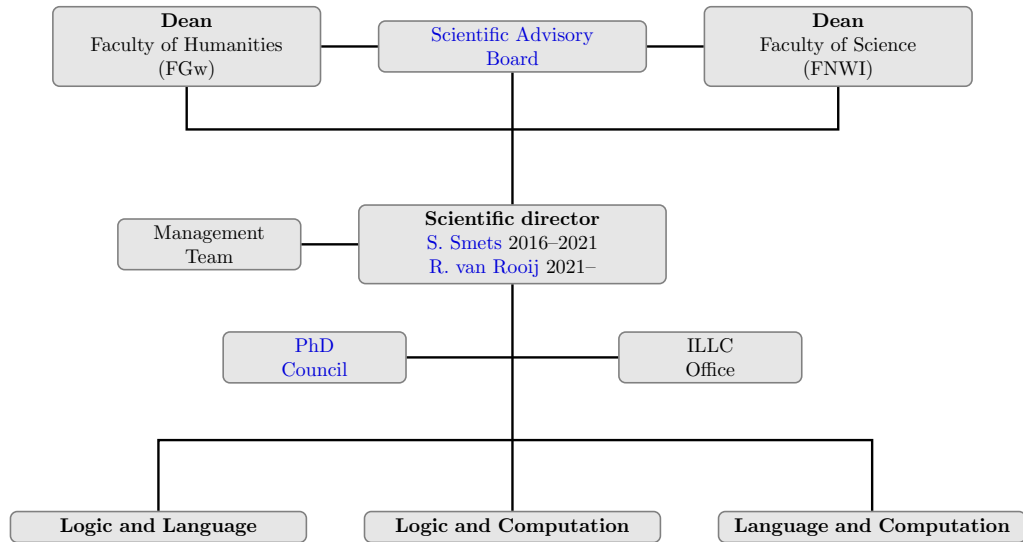 Dean
Faculty of Humanities
(FGw)
Scientific Advisory
Board
Dean
Faculty of Science
(FNWI)
Management
Team
Scientific director
S. Smets 2016–2021
R. van Rooij 2021–
PhD
Council
ILLC
Office
Logic and Language
Logic and Computation
Language and Computation